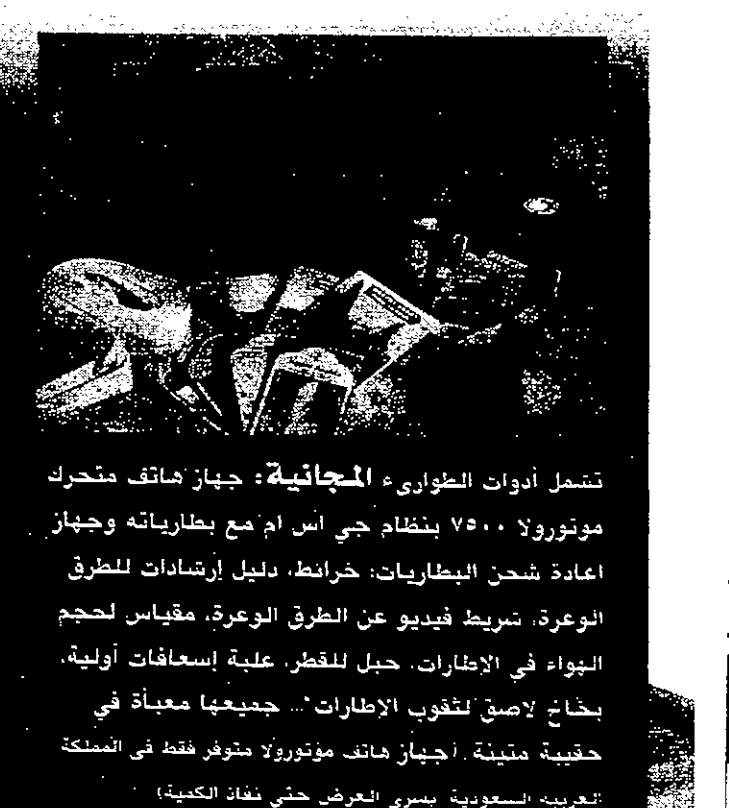 تشمل أدوات الطوارىء المجانية: جهاز هاتف متحرك
موتورولا ٧٥٠٠ بنظام جي اس ام مع بطارياته وجهاز
اعادة شحن البطاريات: خرائط، دليل إرشادات للطرق
الوعرة، شريط فيديو عن الطرق الوعرة، مقياس لحجم
الهواء في الإطارات، حبل للقطر، علبة إسعافات أولية،
بخاخ لاصق لثقوب الإطارات*... جميعها معبأة في
حقيبة متينة. (جهاز هاتف موتورولا متوفر فقط في المملكة
العربية السعودية يسري العرض حتي نفاذ الكمية)